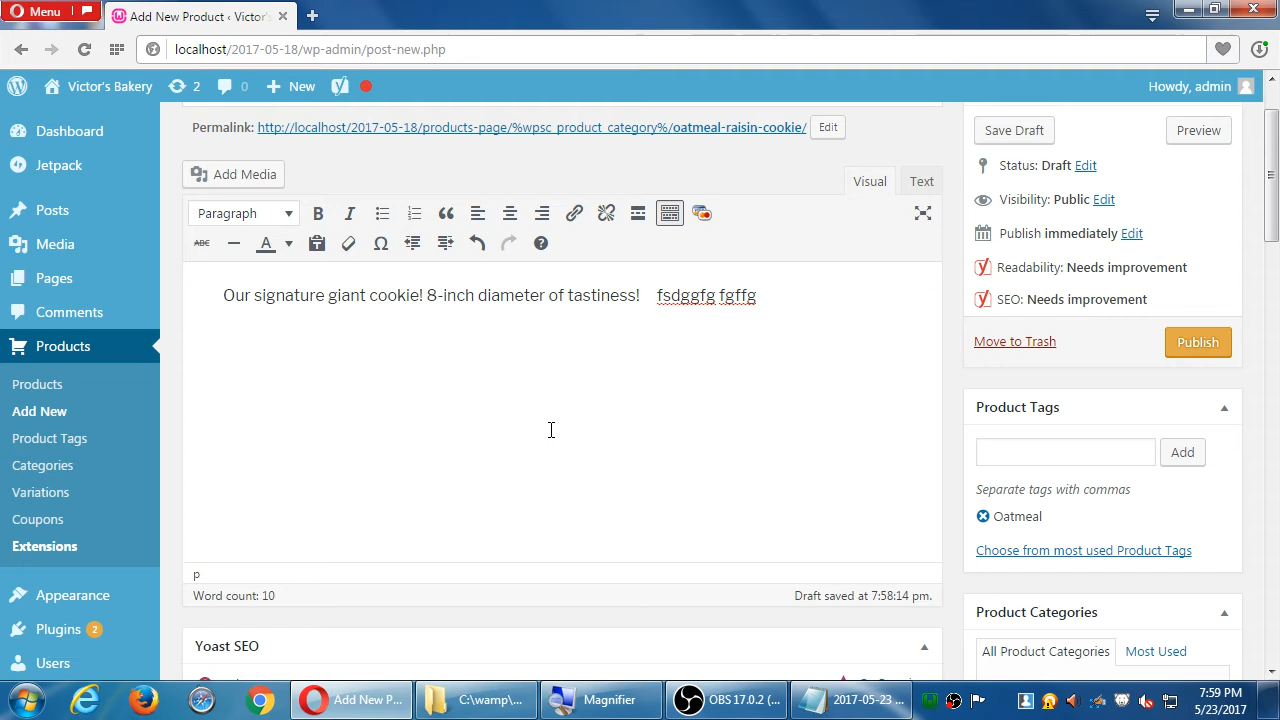 Menu
Add New Product ‹ Victor's
localhost/2017-05-18/wp-admin/post-new.php
Victor's Bakery
2
0
New
Howdy, admin
Dashboard
Jetpack
Posts
Media
Pages
Comments
Products
Products
Add New
Product Tags
Categories
Variations
Coupons
Extensions
Appearance
Plugins 2
Users
Permalink: http://localhost/2017-05-18/products-page/%wpsc_product_category%/oatmeal-raisin-cookie/ Edit
Add Media
Visual
Text
Paragraph
ABC
Our signature giant cookie! 8-inch diameter of tastiness! fsdggfg fgffg
p
Word count: 10
Draft saved at 7:58:14 pm.
Yoast SEO
Save Draft
Preview
Status: Draft Edit
Visibility: Public Edit
Publish immediately Edit
Readability: Needs improvement
SEO: Needs improvement
Move to Trash
Publish
Product Tags
Add
Separate tags with commas
Oatmeal
Choose from most used Product Tags
Product Categories
All Product Categories
Most Used
Add New P...
C:\wamp\...
Magnifier
OBS 17.0.2 (...
2017-05-23 ...
7:59 PM
5/23/2017